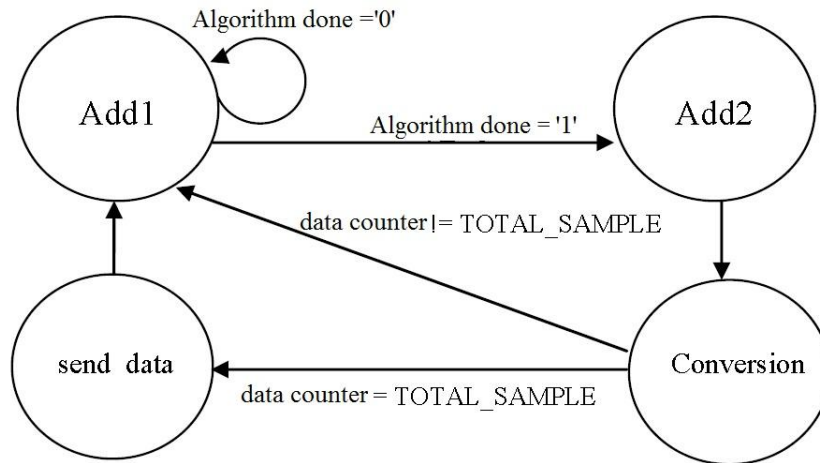 Algorithm done ='0'
Add1
Add2
Algorithm done = '1'
data counter != TOTAL_SAMPLE
send data
Conversion
data counter = TOTAL_SAMPLE